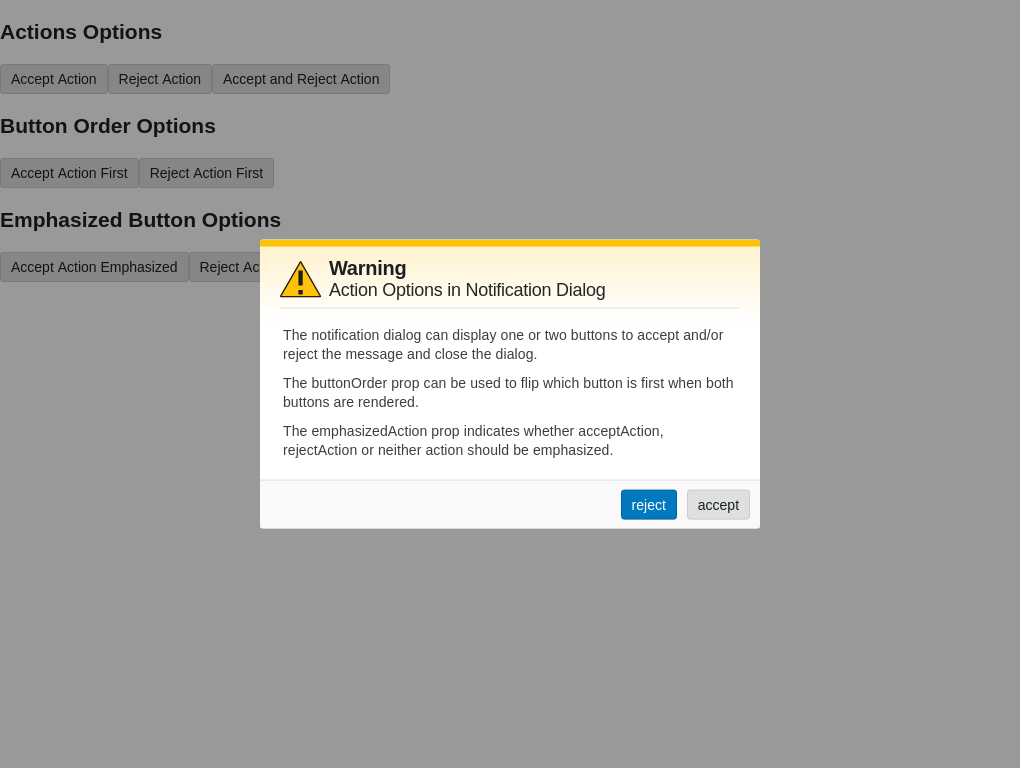 Actions Options
Accept Action Reject Action Accept and Reject Action
Button Order Options
Accept Action First Reject Action First
Emphasized Button Options
Accept Action Emphasized Reject
Warning
Action Options in Notification Dialog
The notification dialog can display one or two buttons to accept and/or
reject the message and close the dialog.
The buttonOrder prop can be used to flip which button is first when both
buttons are rendered.
The emphasizedAction prop indicates whether acceptAction,
rejectAction or neither action should be emphasized.
reject accept